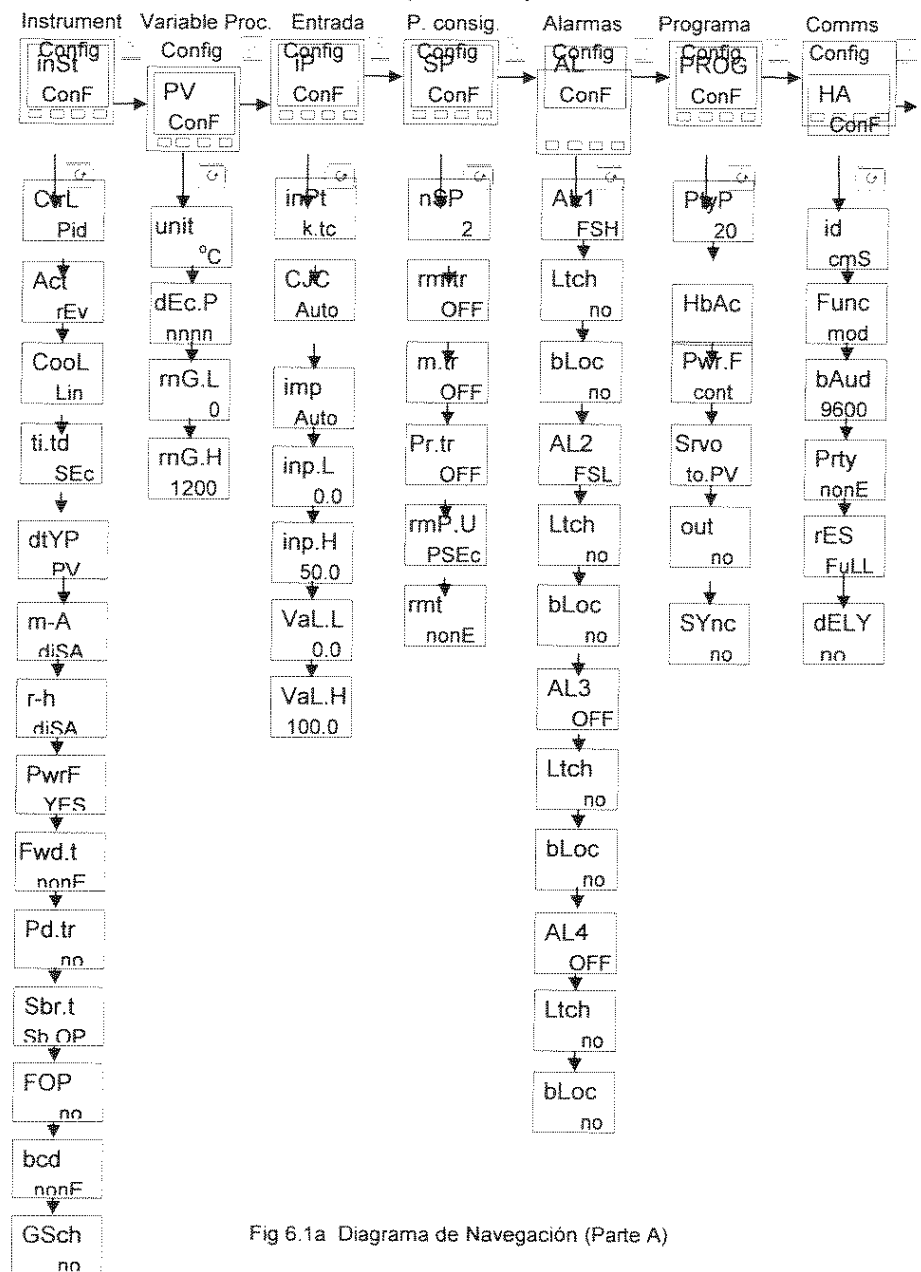 Instrument Variable Proc. Entrada P. consig. Alarmas Programa Comms
Config Config Config Config Config Config Config
inSt
ConF
PV
ConF
iP
ConF
SP
ConF
AL
ConF
PROG
ConF
HA
ConF
CtrL
Pid
Act
rEv
CooL
Lin
ti.td
SEc
dtYP
PV
m-A
diSA
r-h
diSA
PwrF
YES
Fwd.t
nonE
Pd.tr
no
Sbr.t
Sb.OP
FOP
no
bcd
nonE
GSch
no
unit
°C
dEc.P
nnnn
rnG.L
0
rnG.H
1200
inPt
k.tc
CJC
Auto
imp
Auto
inp.L
0.0
inp.H
50.0
VaL.L
0.0
VaL.H
100.0
nSP
2
rm.tr
OFF
m.tr
OFF
Pr.tr
OFF
rmP.U
PSEc
rmt
nonE
AL1
FSH
Ltch
no
bLoc
no
AL2
FSL
Ltch
no
bLoc
no
AL3
OFF
Ltch
no
bLoc
no
AL4
OFF
Ltch
no
bLoc
no
PtyP
20
HbAc
Pwr.F
cont
Srvo
to.PV
out
no
SYnc
no
id
cmS
Func
mod
bAud
9600
Prty
nonE
rES
FuLL
dELY
no
Fig 6.1a Diagrama de Navegación (Parte A)